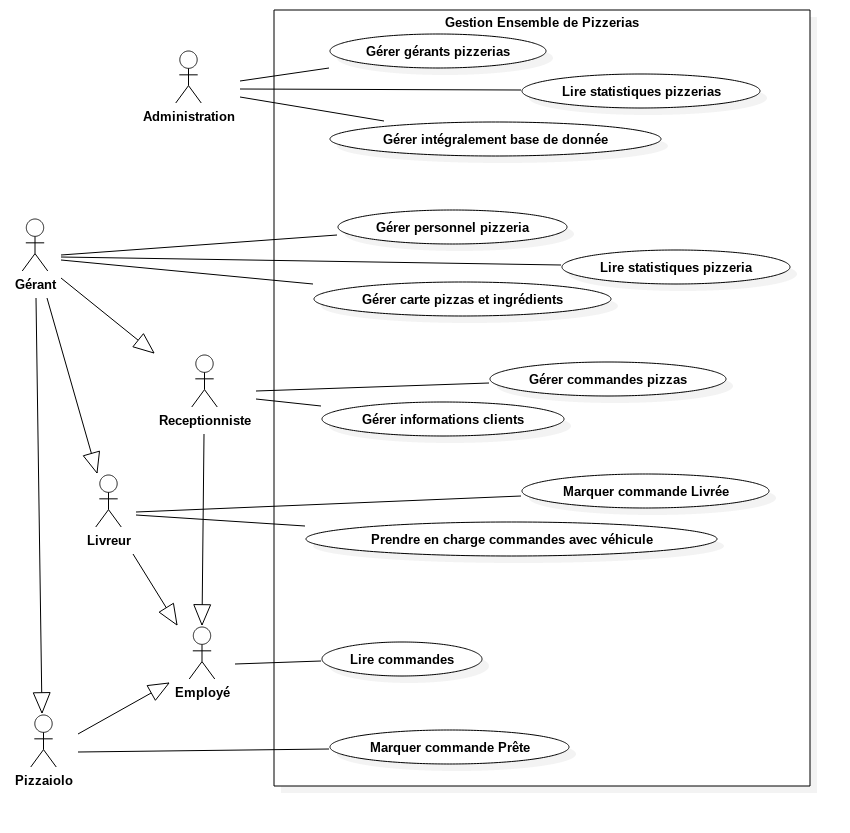 Gestion Ensemble de Pizzerias
Gérer gérants pizzerias
Lire statistiques pizzerias
Administration
Gérer intégralement base de donnée
Gérer personnel pizzeria
Lire statistiques pizzeria
Gérant
Gérer carte pizzas et ingrédients
Gérer commandes pizzas
Receptionniste
Gérer informations clients
Marquer commande Livrée
Livreur
Prendre en charge commandes avec véhicule
Lire commandes
Employé
Marquer commande Prête
Pizzaiolo